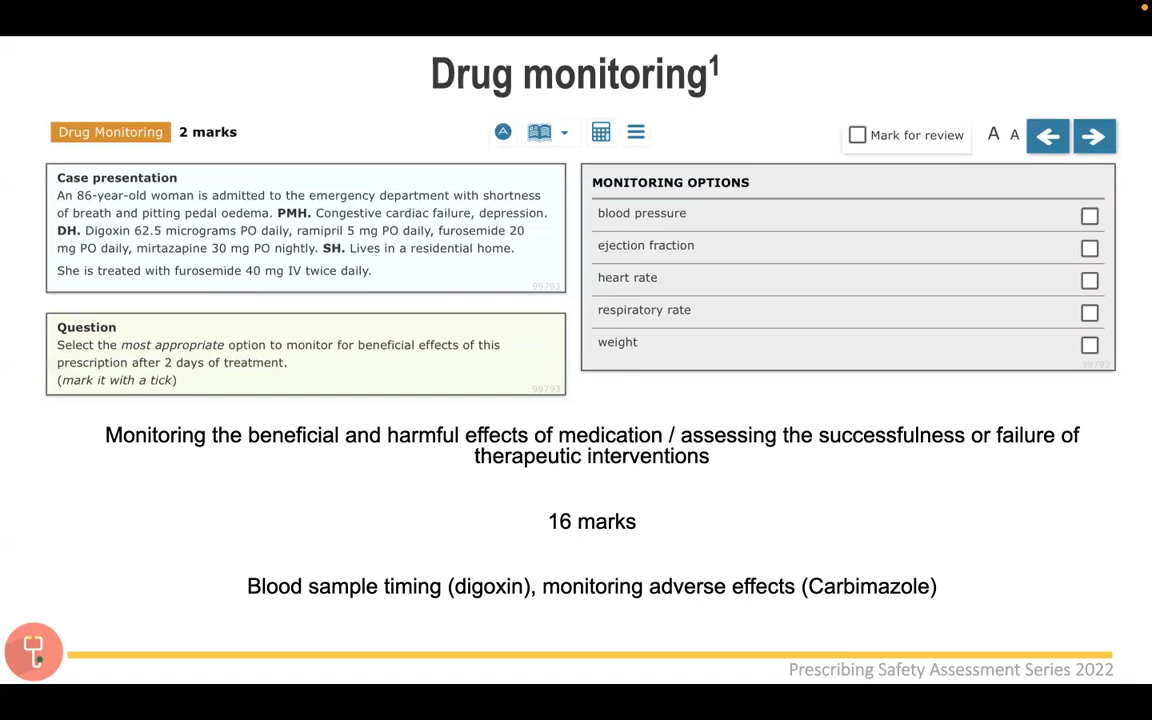 Drug monitoring1
Drug Monitoring 2 marks
A
Mark for review
A A
Case presentation
An 86-year-old woman is admitted to the emergency department with shortness
of breath and pitting pedal oedema. PMH. Congestive cardiac failure, depression.
DH. Digoxin 62.5 micrograms PO daily, ramipril 5 mg PO daily, furosemide 20
mg PO daily, mirtazapine 30 mg PO nightly. SH. Lives in a residential home.
She is treated with furosemide 40 mg IV twice daily.
99793
Question
Select the most appropriate option to monitor for beneficial effects of this
prescription after 2 days of treatment.
(mark it with a tick)
99793
MONITORING OPTIONS
blood pressure
ejection fraction
heart rate
respiratory rate
weight
99793
Monitoring the beneficial and harmful effects of medication / assessing the successfulness or failure of
therapeutic interventions
16 marks
Blood sample timing (digoxin), monitoring adverse effects (Carbimazole)
Prescribing Safety Assessment Series 2022